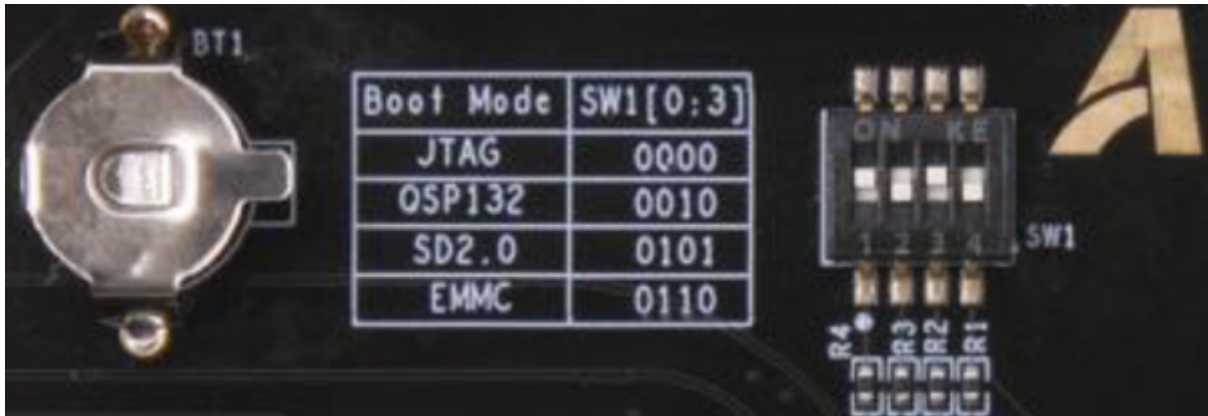 BT1
Boot Mode SW1[0:3]
JTAG 0000
QSP132 0010
SD2.0 0101
EMMC 0110
ON KE
1 2 3 4
SW1
R4 R3 R2 R1